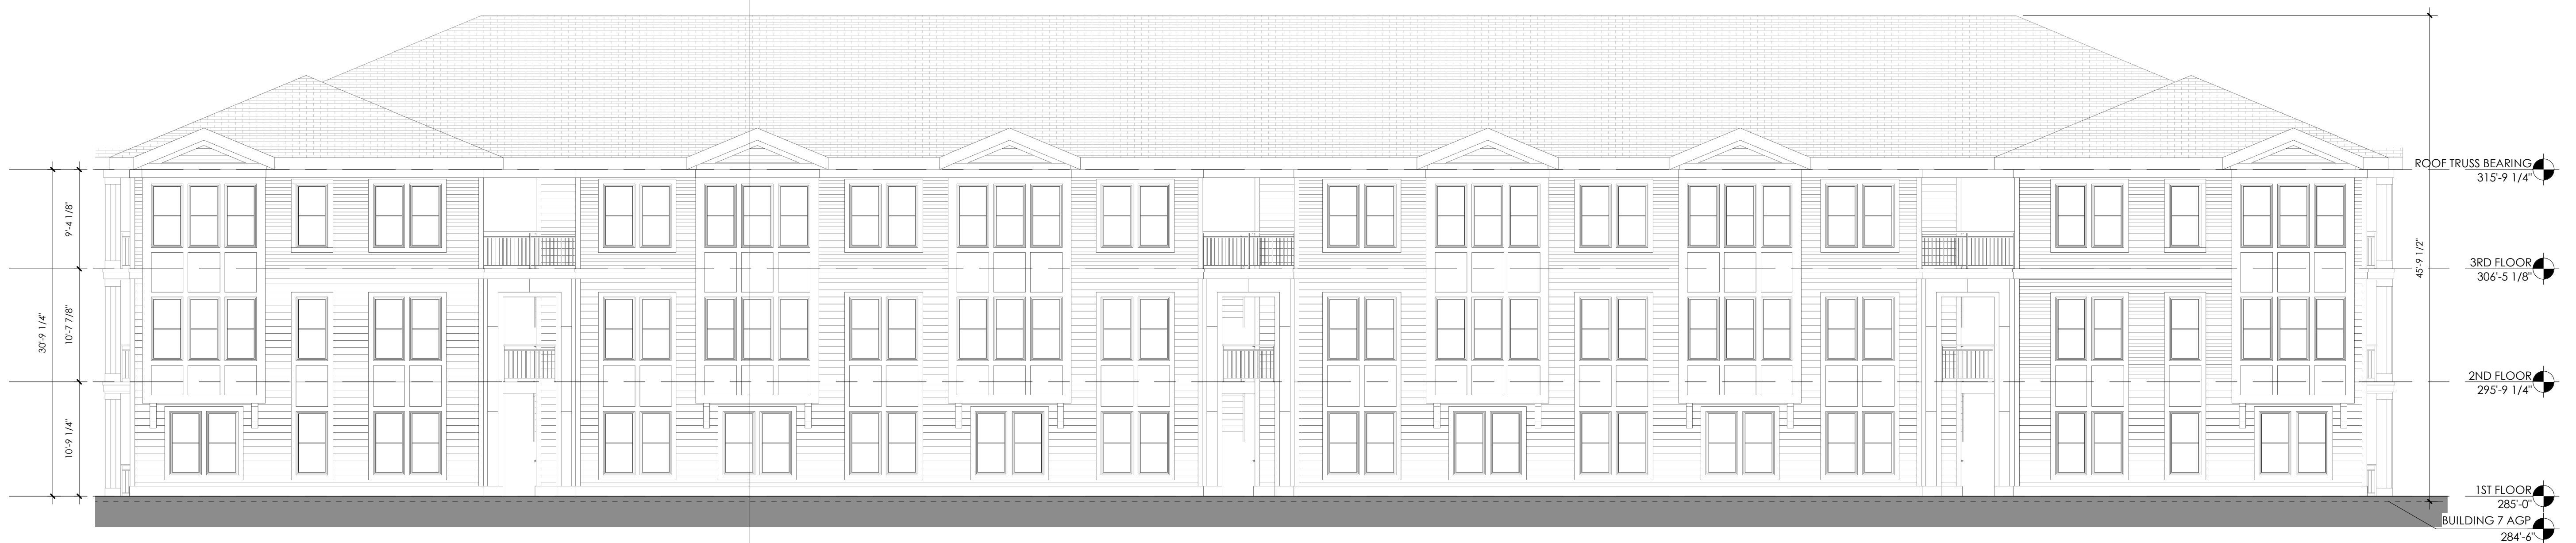 ROOF TRUSS BEARING
315'-9 1/4"
9'-4 1/8"
45'-9 1/2"
3RD FLOOR
306'-5 1/8"
30'-9 1/4"
10'-7 7/8"
2ND FLOOR
295'-9 1/4"
10'-9 1/4"
1ST FLOOR
285'-0"
BUILDING 7 AGP
284'-6"